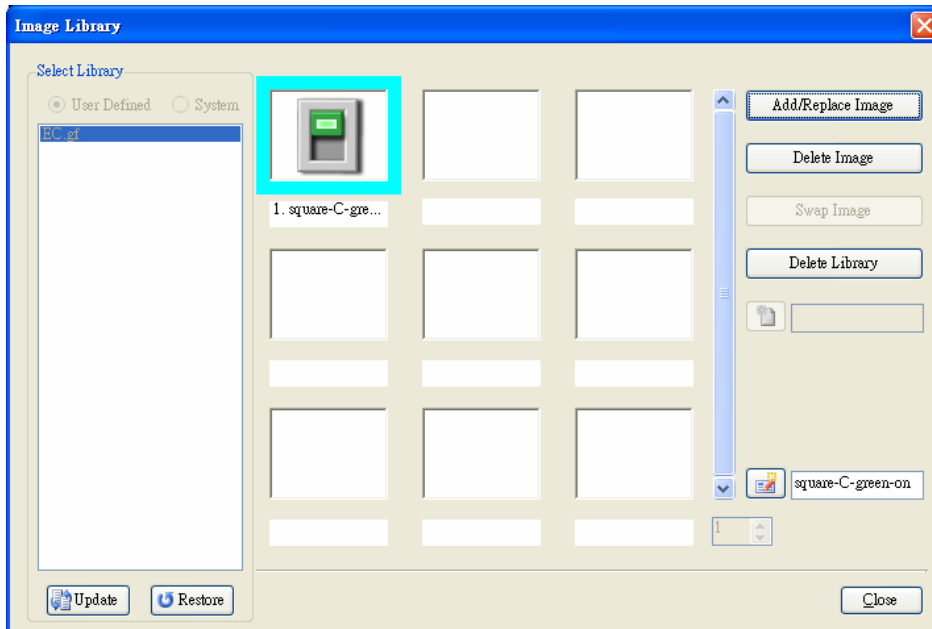 Image Library
Select Library
User Defined
System
EC.gf
1. square-C-gre...
Add/Replace Image
Delete Image
Swap Image
Delete Library
square-C-green-on
1
Update
Restore
Close